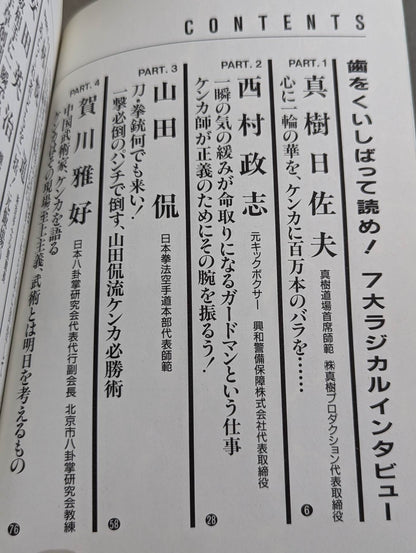 CONTENTS
歯をくいしばって読め! 7大ラジカルインタビュー
PART.1
真樹日佐夫
真樹道場首席師範 ㈱真樹プロダクション代表取締役
心に一輪の華を、ケンカに百万本のバラを……
6
PART.2
西村政志
元キックボクサー 興和警備保障株式会社代表取締役
一瞬の気の緩みが命取りになるガードマンという仕事
ケンカ師が正義のためにその腕を振るう!
28
PART.3
山田侃
日本拳法空手道本部代表師範
刀・拳銃何でも来い!
一撃必倒のパンチで倒す、山田侃流ケンカ必勝術
58
PART.4
賀川雅好
日本八卦掌研究会代表代行副会長 北京市八卦掌研究会教練
中国武術家、ケンカを語る
の現場至上主義、武術とは明日を考えるもの
76